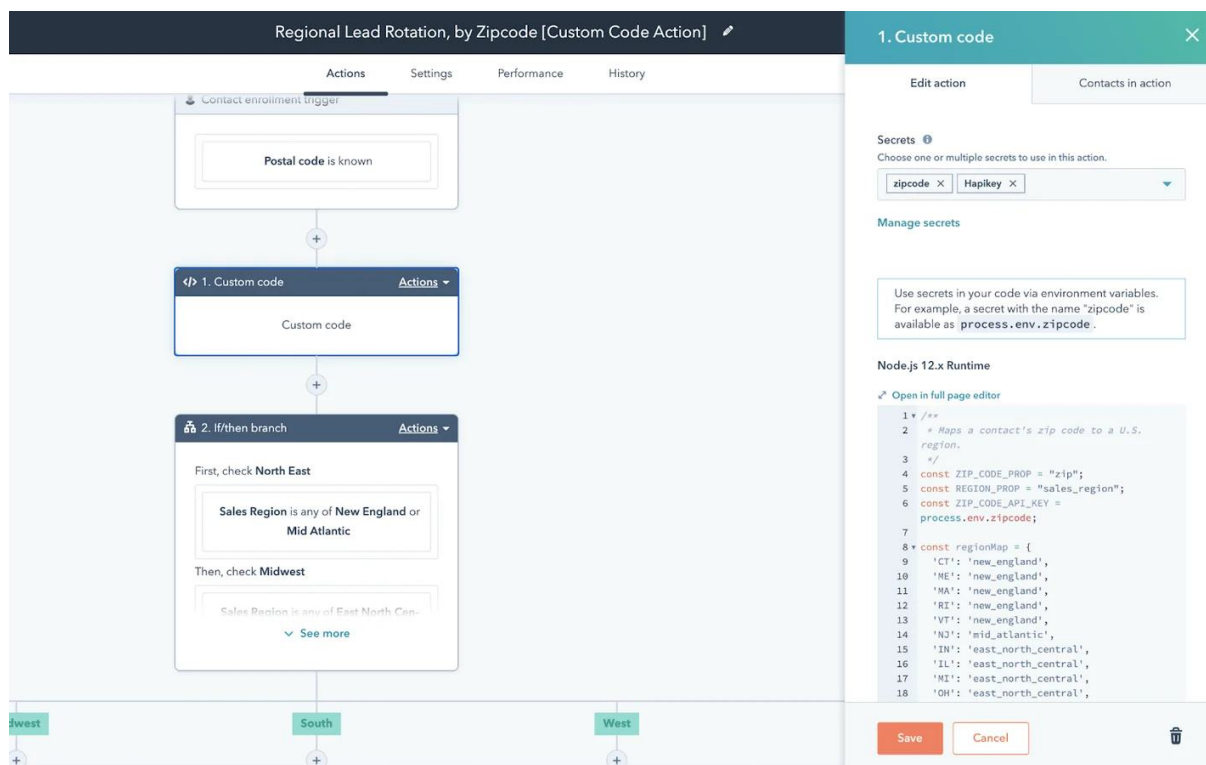 Regional Lead Rotation, by Zipcode [Custom Code Action]
Actions Settings Performance History
Contact enrollment trigger
Postal code is known
+
</> 1. Custom code Actions
Custom code
+
2. If/then branch Actions
First, check North East
Sales Region is any of New England or
Mid Atlantic
Then, check Midwest
Sales Region is any of East North Cen-
See more
dwest South West
+ + +
1. Custom code
Edit action Contacts in action
Secrets
Choose one or multiple secrets to use in this action.
zipcode × Hapikey ×
Manage secrets
Use secrets in your code via environment variables.
For example, a secret with the name "zipcode" is
available as process.env.zipcode.
Node.js 12.x Runtime
Open in full page editor
1 /**
2 * Maps a contact's zip code to a U.S.
region.
3 */
4 const ZIP_CODE_PROP = "zip";
5 const REGION_PROP = "sales_region";
6 const ZIP_CODE_API_KEY =
process.env.zipcode;
7
8 const regionMap = {
9 'CT': 'new_england',
10 'ME': 'new_england',
11 'MA': 'new_england',
12 'RI': 'new_england',
13 'VT': 'new_england',
14 'NJ': 'mid_atlantic',
15 'IN': 'east_north_central',
16 'IL': 'east_north_central',
17 'MI': 'east_north_central',
18 'OH': 'east_north_central',
Save Cancel